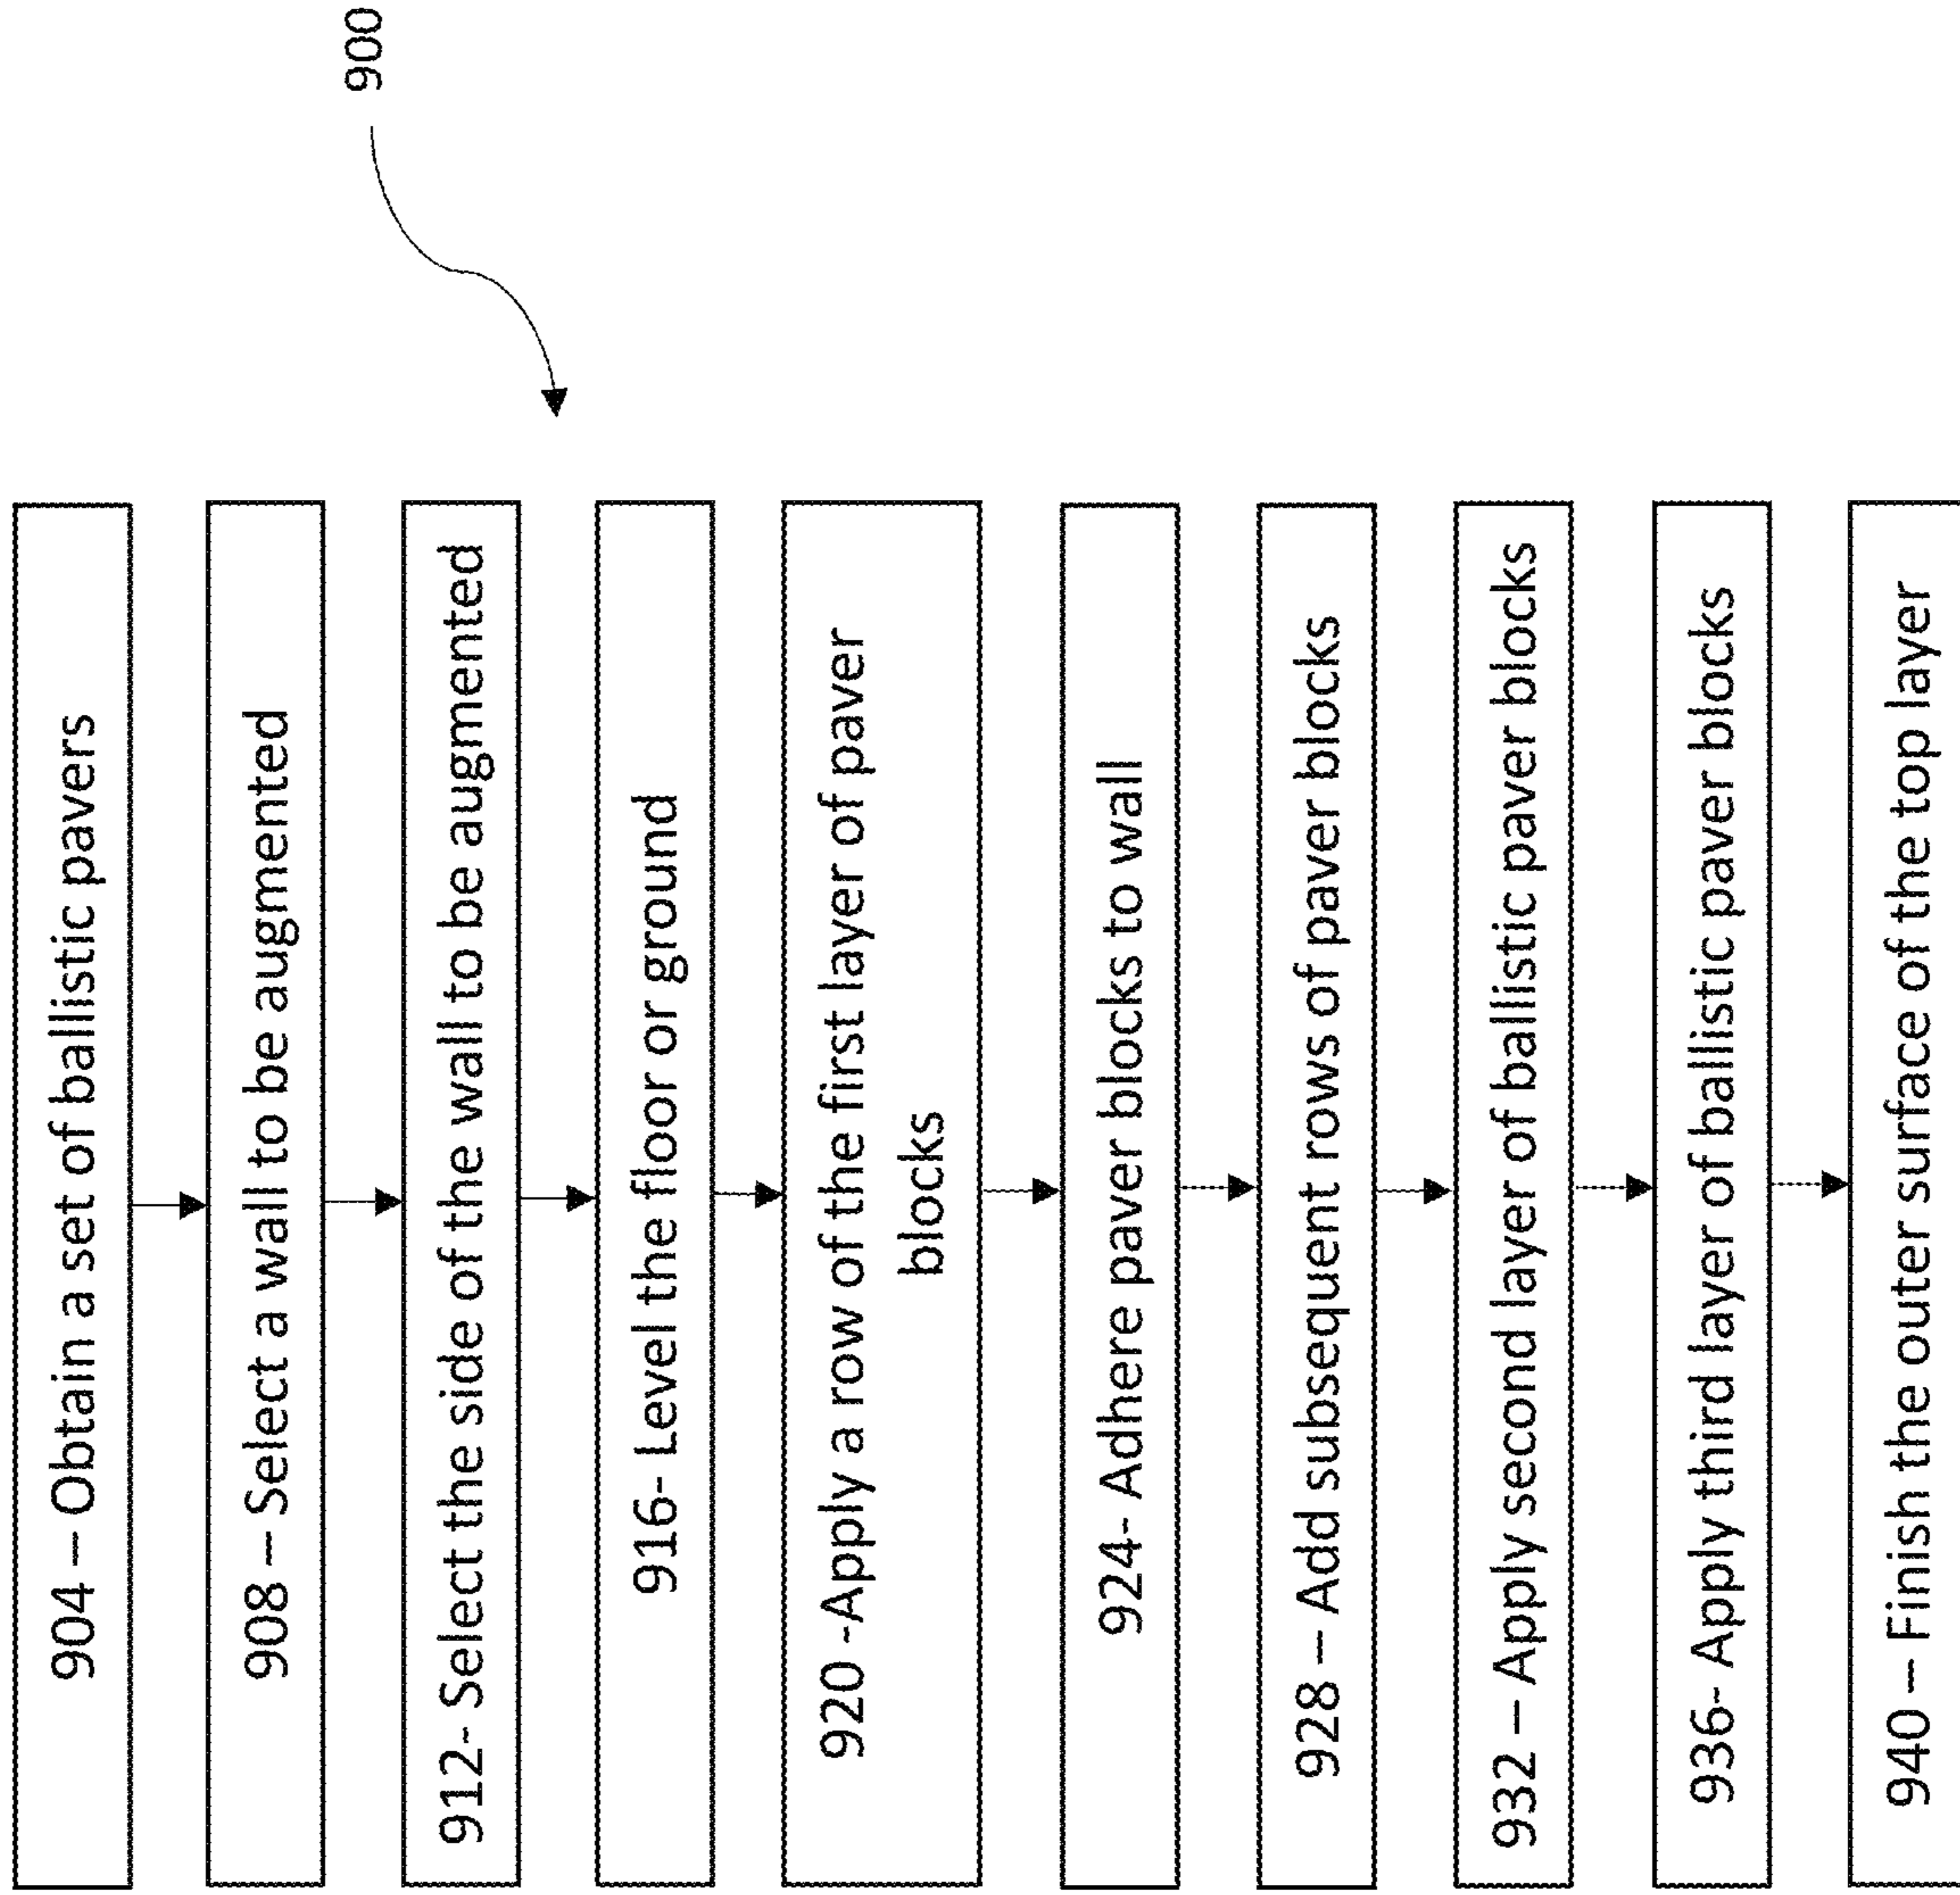 900
904 – Obtain a set of ballistic pavers
908 – Select a wall to be augmented
912- Select the side of the wall to be augmented
916- Level the floor or ground
920 -Apply a row of the first layer of paver
blocks
924- Adhere paver blocks to wall
928 – Add subsequent rows of paver blocks
932 – Apply second layer of ballistic paver blocks
936- Apply third layer of ballistic paver blocks
940 – Finish the outer surface of the top layer